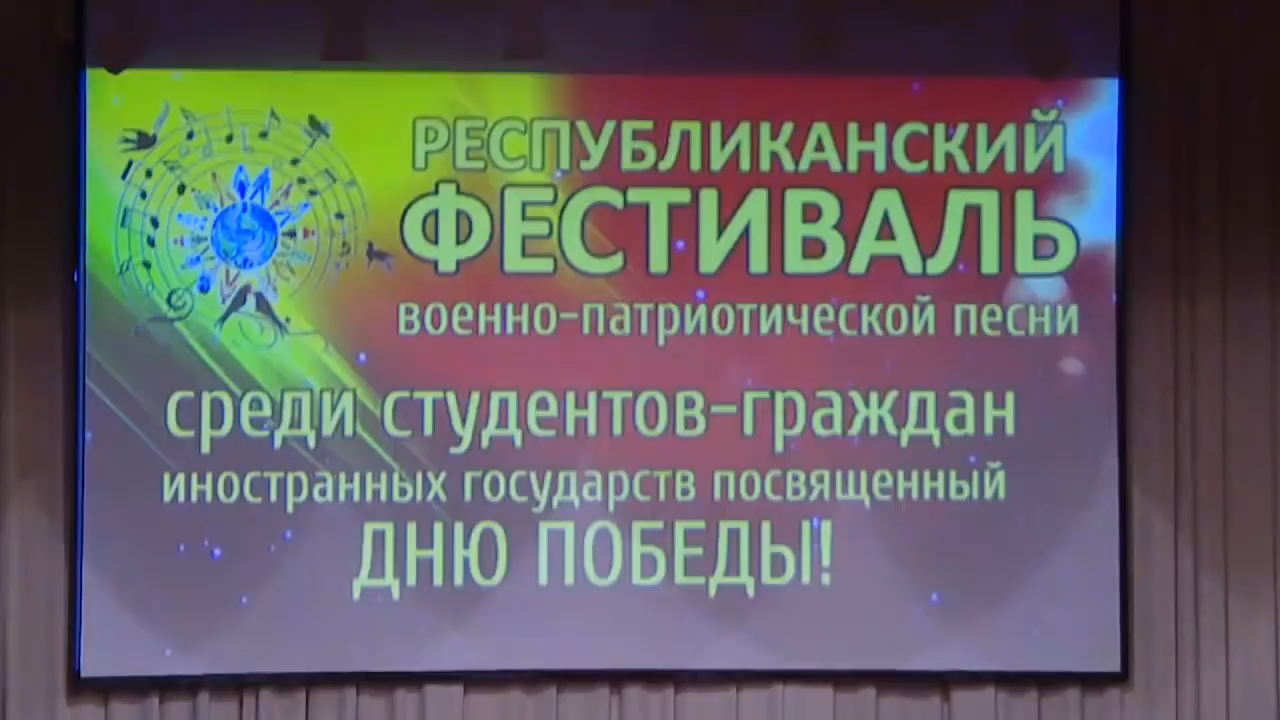 РЕСПУБЛИКАНСКИЙ
ФЕСТИВАЛЬ
военно-патриотической песни
среди студентов-граждан
иностранных государств посвященный
ДНЮ ПОБЕДЫ!